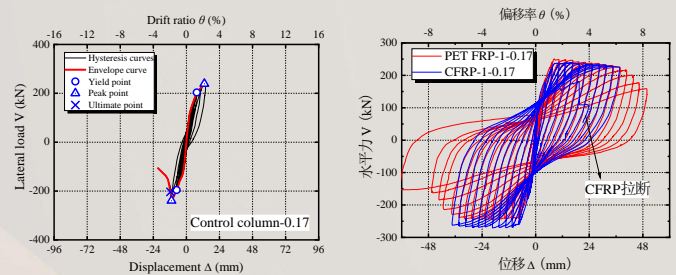 Drift ratio θ (%)
-16 -12 -8 -4 0 4 8 12 16
400
200
0
-200
-400
Lateral load V (kN)
Hysteresis curves
Envelope curve
Yield point
Peak point
Ultimate point
Control column-0.17
-96 -72 -48 -24 0 24 48 72 96
Displacement Δ (mm)
偏移率 θ (%)
-8 -4 0 4 8
300
200
100
0
-100
-200
-300
水平力 V (kN)
PET FRP-1-0.17
CFRP-1-0.17
CFRP拉断
-48 -24 0 24 48
位移 Δ (mm)